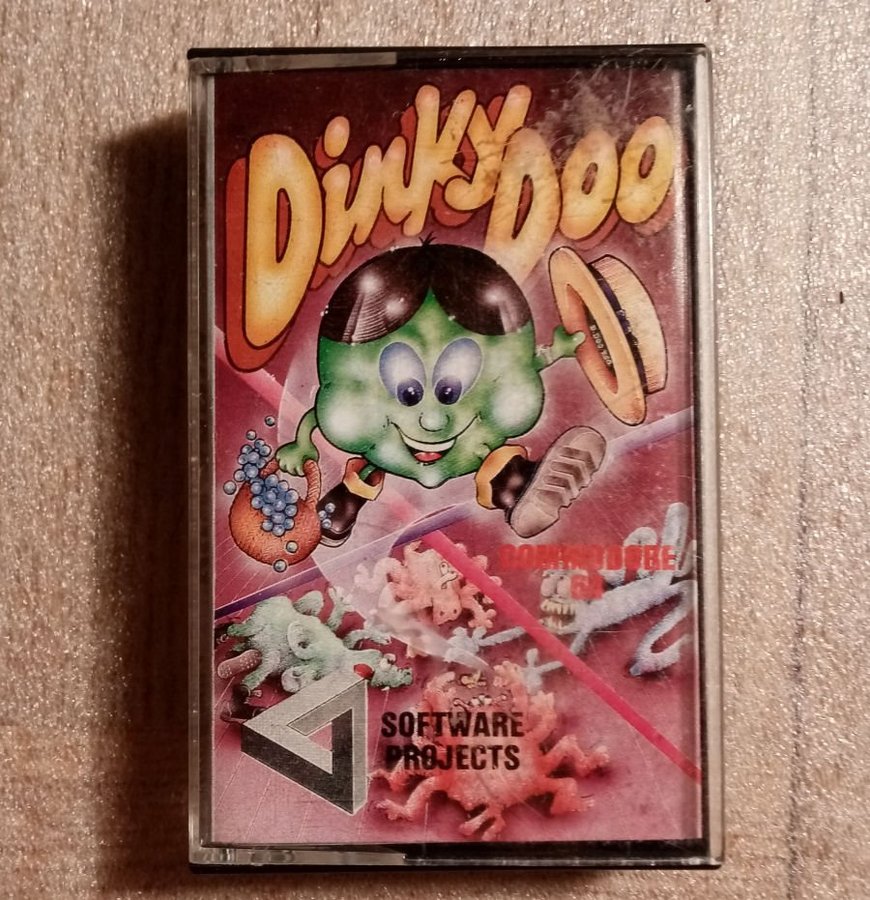 Dinky
Doo
COMMODORE
64
SOFTWARE
PROJECTS